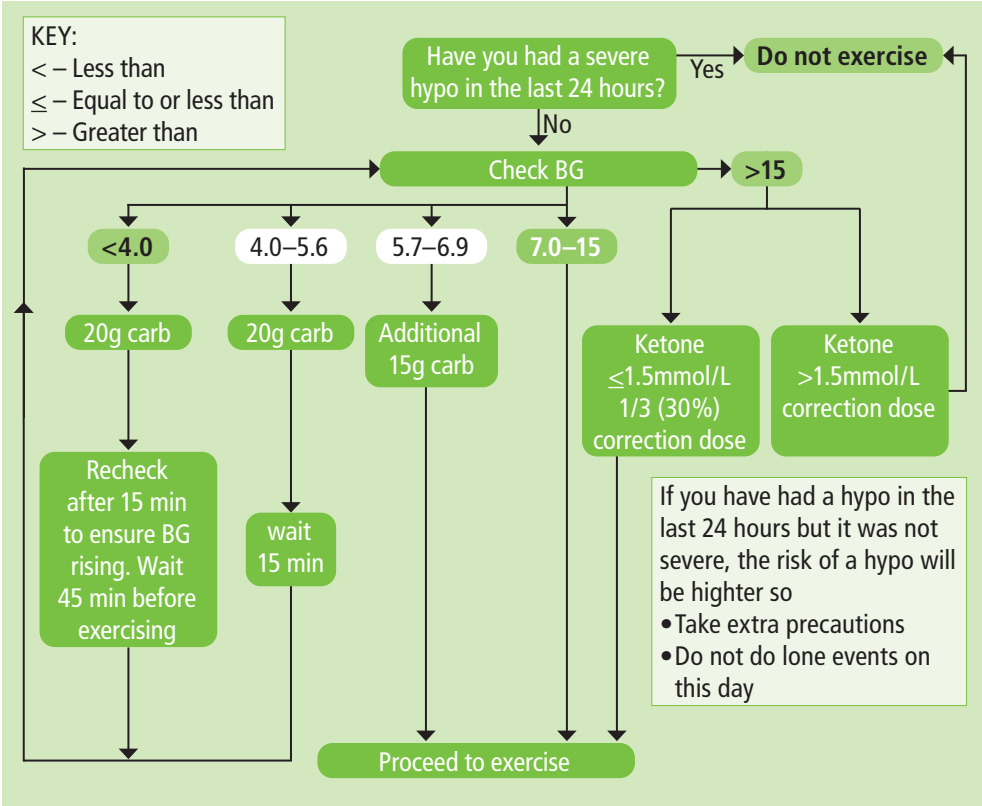 KEY:
< – Less than
≤ – Equal to or less than
> – Greater than
Have you had a severe
hypo in the last 24 hours?
Yes
Do not exercise
No
Check BG
>15
<4.0
4.0–5.6
5.7–6.9
7.0–15
20g carb
20g carb
Additional
15g carb
Ketone
≤1.5mmol/L
1/3 (30%)
correction dose
Ketone
>1.5mmol/L
correction dose
Recheck
after 15 min
to ensure BG
rising. Wait
45 min before
exercising
wait
15 min
If you have had a hypo in the
last 24 hours but it was not
severe, the risk of a hypo will
be highter so
•Take extra precautions
•Do not do lone events on
this day
Proceed to exercise